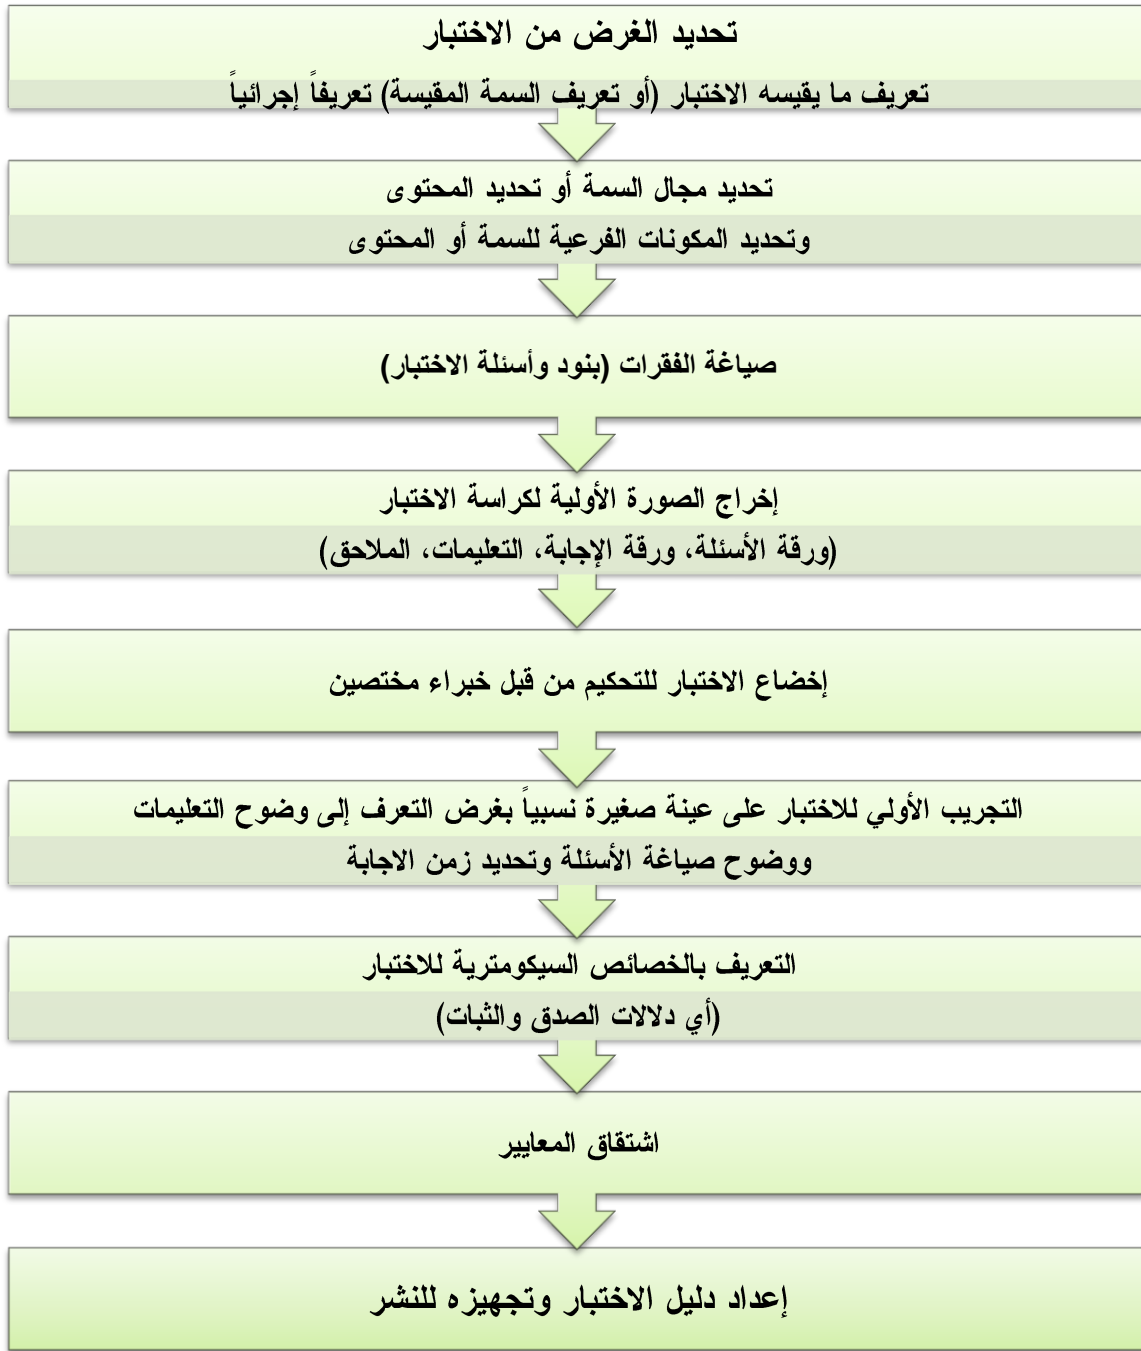 تحديد الغرض من الاختبار
تعريف ما يقيسه الاختبار (أو تعريف السمة المقيسة) تعريفاً إجرائياً
تحديد مجال السمة أو تحديد المحتوى
وتحديد المكونات الفرعية للسمة أو المحتوى
صياغة الفقرات (بنود وأسئلة الاختبار)
إخراج الصورة الأولية لكراسة الاختبار
(ورقة الأسئلة، ورقة الإجابة، التعليمات، الملاحق)
إخضاع الاختبار للتحكيم من قبل خبراء مختصين
التجريب الأولي للاختبار على عينة صغيرة نسبياً بغرض التعرف إلى وضوح التعليمات
ووضوح صياغة الأسئلة وتحديد زمن الاجابة
التعريف بالخصائص السيكومترية للاختبار
(أي دلالات الصدق والثبات)
اشتقاق المعايير
إعداد دليل الاختبار وتجهيزه للنشر